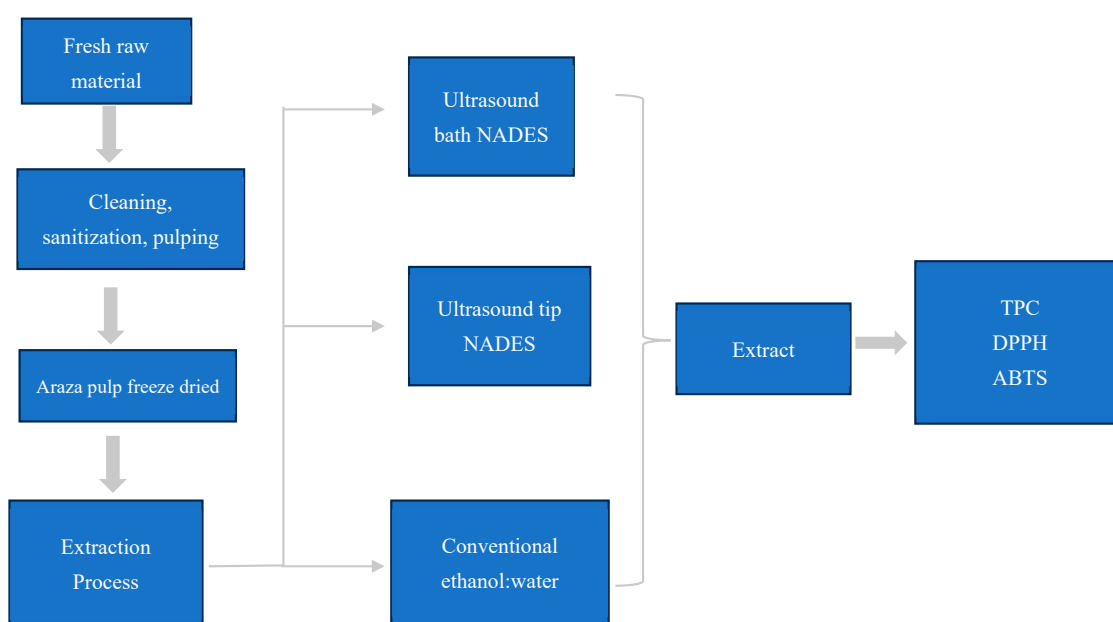 Fresh raw
material
Cleaning,
sanitization, pulping
Araza pulp freeze dried
Extraction
Process
Ultrasound
bath NADES
Ultrasound tip
NADES
Conventional
ethanol:water
Extract
TPC
DPPH
ABTS